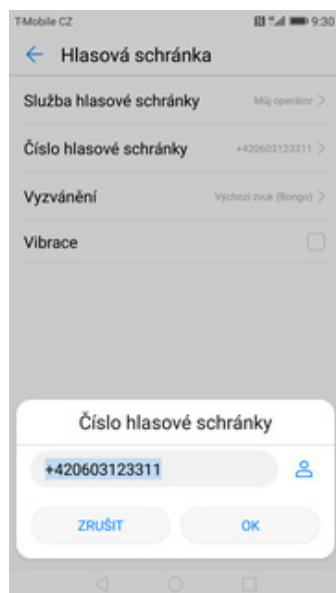 T-Mobile CZ 9:30
Hlasová schránka
Služba hlasové schránky Můj operátor
Číslo hlasové schránky +420603123311
Vyzvánění Výchozí zvuk (Bongo)
Vibrace
Číslo hlasové schránky
+420603123311
ZRUŠIT OK